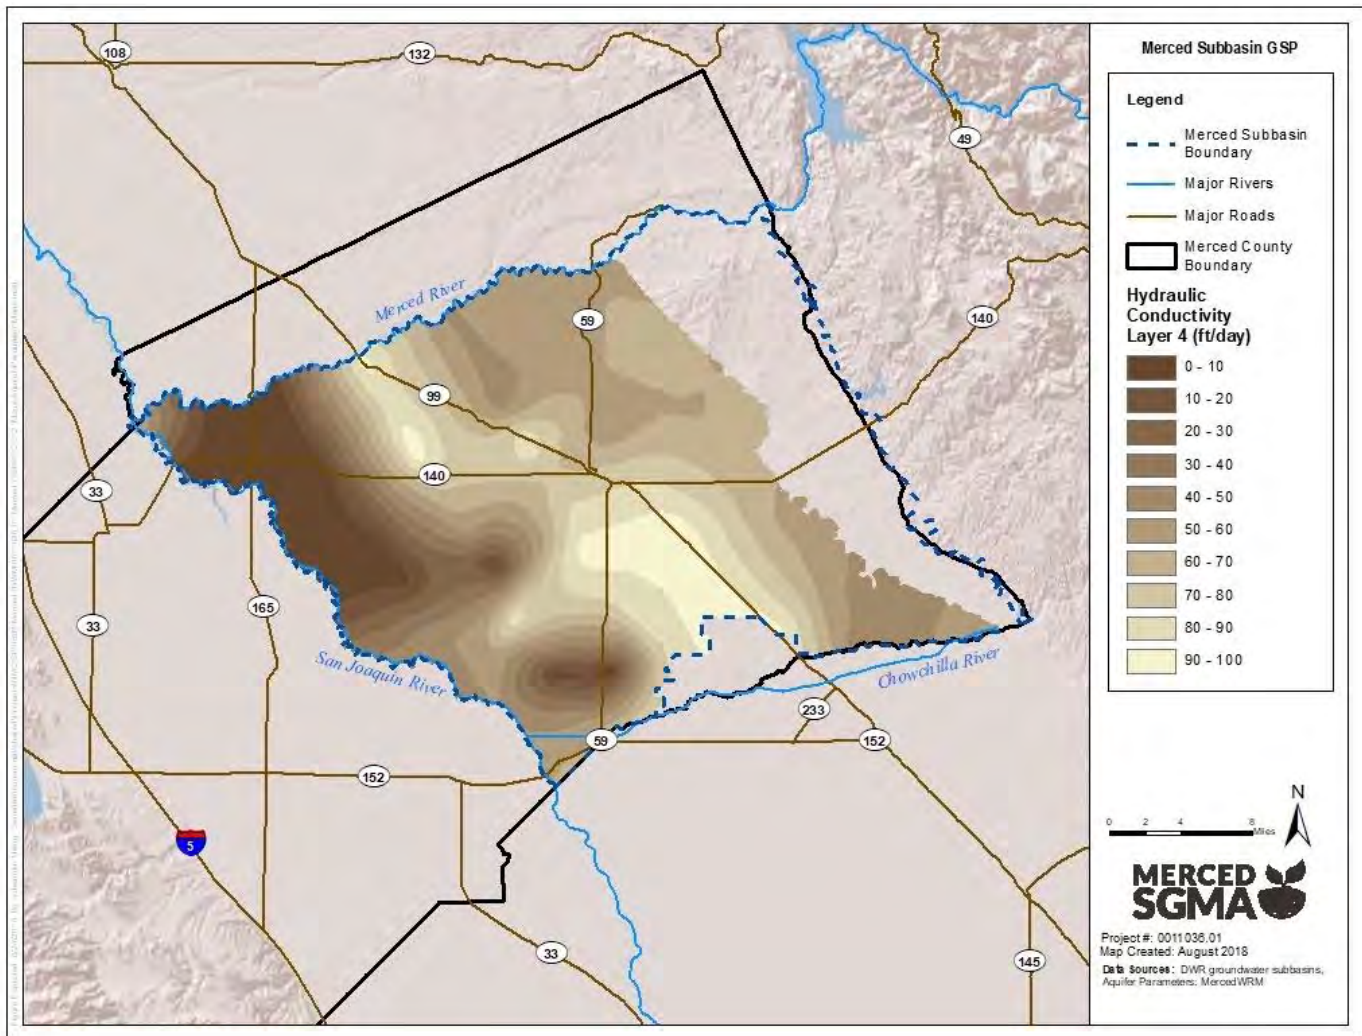 Merced Subbasin GSP
Legend
Merced Subbasin
Boundary
Major Rivers
Major Roads
Merced County
Boundary
Hydraulic
Conductivity
Layer 4 (ft/day)
0 - 10
10 - 20
20 - 30
30 - 40
40 - 50
50 - 60
60 - 70
70 - 80
80 - 90
90 - 100
108
132
49
Merced River
59
140
99
140
33
165
33
San Joaquin River
Chowchilla River
233
59
152
152
5
33
145
N
0 2 4 8
Miles
MERCED
SGMA
Project #: 0011036.01
Map Created: August 2018
Data Sources: DWR groundwater subbasins,
Aquifer Parameters: MercedWRM